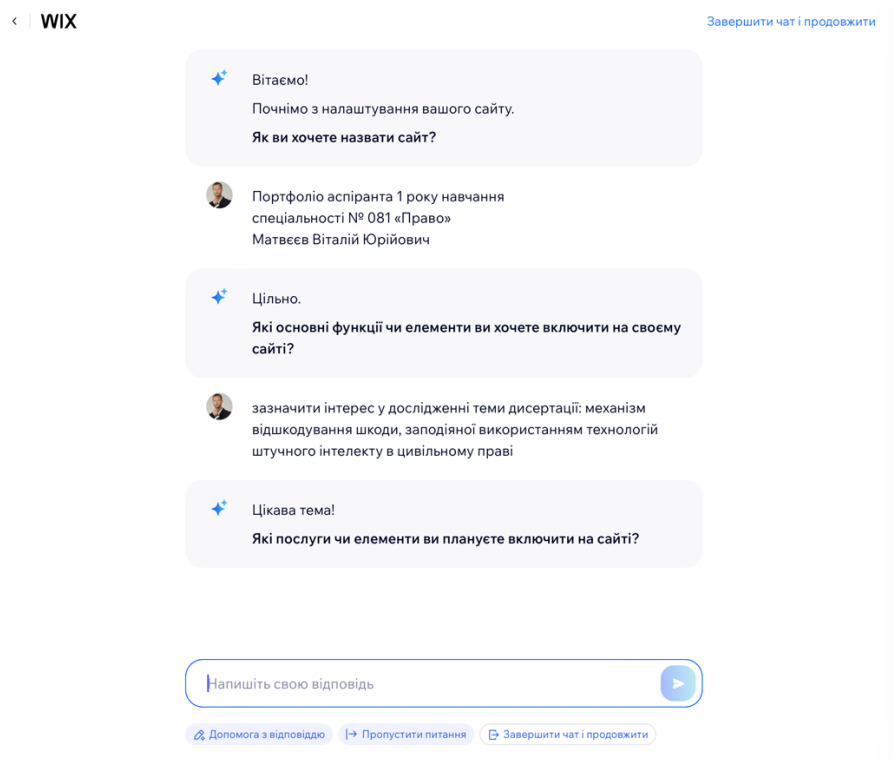 WIX
Завершити чат і продовжити
Вітаємо!
Почнімо з налаштування вашого сайту.
Як ви хочете назвати сайт?
Портфоліо аспіранта 1 року навчання
спеціальності № 081 «Право»
Матвєєв Віталій Юрійович
Цільно.
Які основні функції чи елементи ви хочете включити на своєму
сайті?
зазначити інтерес у дослідженні теми дисертації: механізм
відшкодування шкоди, заподіяної використанням технологій
штучного інтелекту в цивільному праві
Цікава тема!
Які послуги чи елементи ви плануєте включити на сайті?
Напишіть свою відповідь
Допомога з відповіддю
Пропустити питання
Завершити чат і продовжити